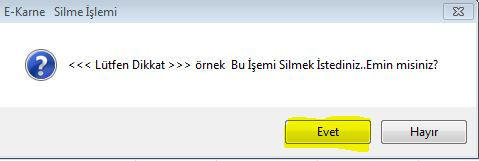 E-Karne Silme İşlemi
<<< Lütfen Dikkat >>> örnek Bu İşemi Silmek İstediniz..Emin misiniz?
Evet Hayır